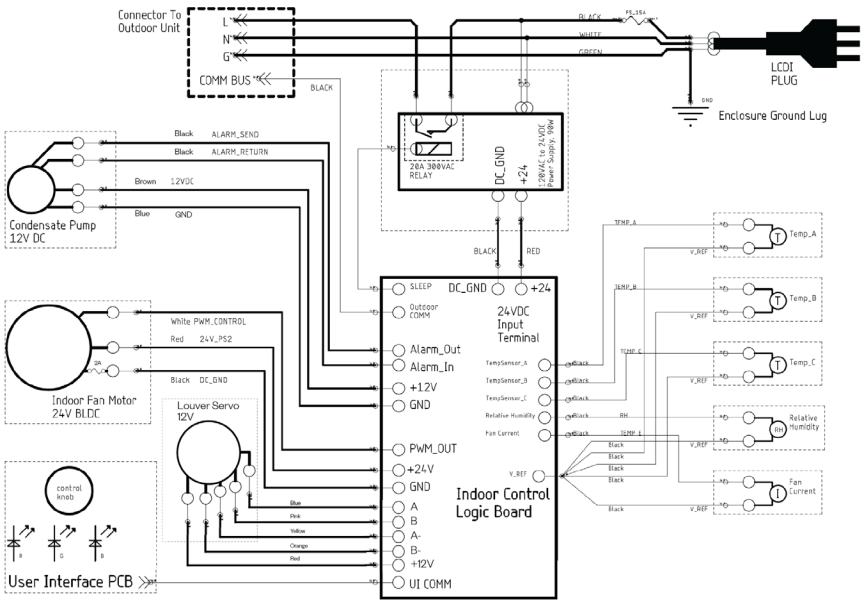 Connector To
Outdoor Unit
L
N
G
COMM BUS
BLACK
BLACK
WHITE
GREEN
FS_15A
LCDI
PLUG
GND
Enclosure Ground Lug
20A 300VAC
RELAY
DC_GND
+24
120VAC to 24VDC
Power Supply, 90W
BLACK
RED
Black ALARM_SEND
Black ALARM_RETURN
Brown 12VDC
Blue GND
Condensate Pump
12V DC
White PWM_CONTROL
Red 24V_PS2
2A
Black DC_GND
Indoor Fan Motor
24V BLDC
Louver Servo
12V
Blue
Pink
Yellow
Orange
Red
control
knob
R
G
B
User Interface PCB
SLEEP
Outdoor
COMM
DC_GND
+24
24VDC
Input
Terminal
Alarm_Out
Alarm_In
+12V
GND
PWM_OUT
+24V
GND
A
B
A-
B-
+12V
UI COMM
TempSensor_A
TempSensor_B
TempSensor_C
Relative Humidity
Fan Current
V_REF
Indoor Control
Logic Board
Black
Black
Black
Black
Black
TEMP_A
TEMP_B
TEMP_C
RH
TEMP_E
Black
Black
Black
Black
Black
V_REF
T
Temp_A
V_REF
T
Temp_B
V_REF
T
Temp_C
V_REF
RH
Relative
Humidity
V_REF
I
Fan
Current